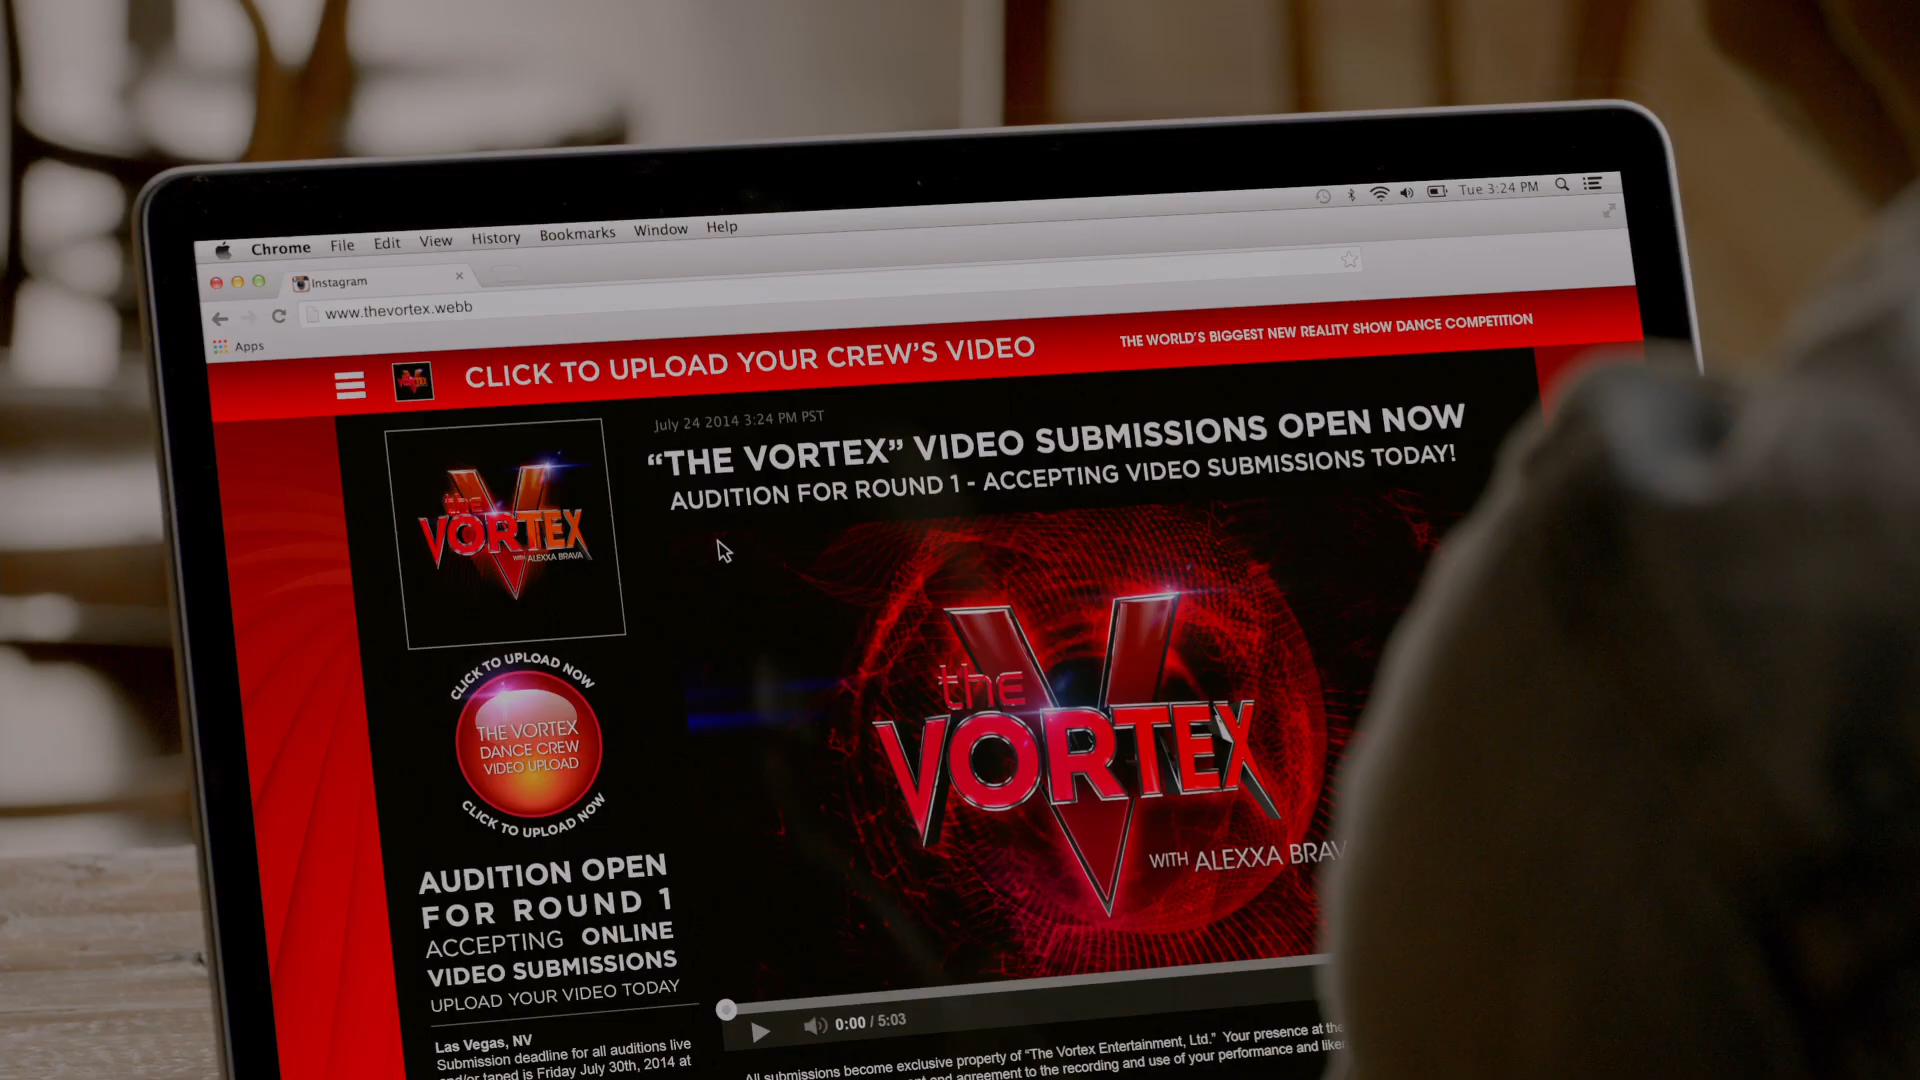 Chrome File Edit View History Bookmarks Window Help
Tue 3:24 PM
Instagram
www.thevortex.webb
Apps
CLICK TO UPLOAD YOUR CREW'S VIDEO
THE WORLD'S BIGGEST NEW REALITY SHOW DANCE COMPETITION
July 24 2014 3:24 PM PST
“THE VORTEX” VIDEO SUBMISSIONS OPEN NOW
AUDITION FOR ROUND 1 - ACCEPTING VIDEO SUBMISSIONS TODAY!
the
VORTEX
WITH ALEXXA BRAVA
CLICK TO UPLOAD NOW
THE VORTEX
DANCE CREW
VIDEO UPLOAD
CLICK TO UPLOAD NOW
the
VORTEX
WITH ALEXXA BRAV
AUDITION OPEN
FOR ROUND 1
ACCEPTING ONLINE
VIDEO SUBMISSIONS
UPLOAD YOUR VIDEO TODAY
Las Vegas, NV
Submission deadline for all auditions live
and/or taped is Friday July 30th, 2014 at
0:00 / 5:03
All submissions become exclusive property of “The Vortex Entertainment, Ltd.” Your presence at the
and agreement to the recording and use of your performance and like